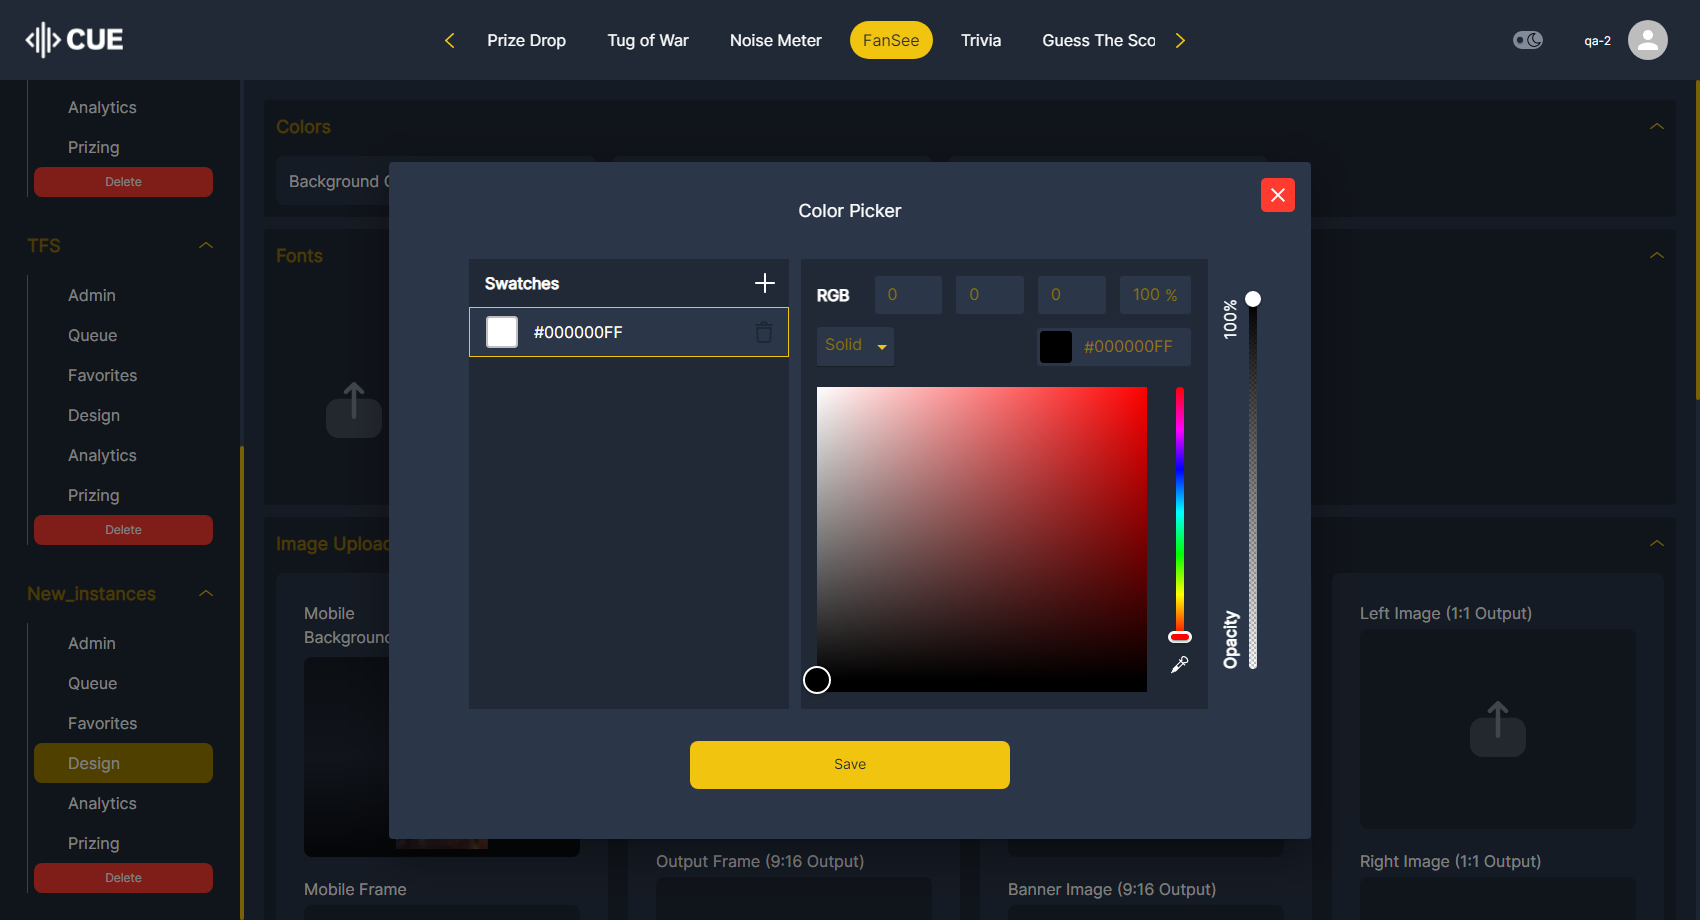 CUE
Prize Drop
Tug of War
Noise Meter
FanSee
Trivia
Guess The Sco
qa-2
Analytics
Prizing
Delete
TFS
Admin
Queue
Favorites
Design
Analytics
Prizing
Delete
New_instances
Admin
Queue
Favorites
Design
Analytics
Prizing
Delete
Colors
Background C
Fonts
Image Upload
Mobile
Background
Mobile Frame
Output Frame (9:16 Output)
Banner Image (9:16 Output)
Left Image (1:1 Output)
Right Image (1:1 Output)
Color Picker
Swatches
#000000FF
RGB
0
0
0
100 %
Solid
#000000FF
100%
Opacity
Save